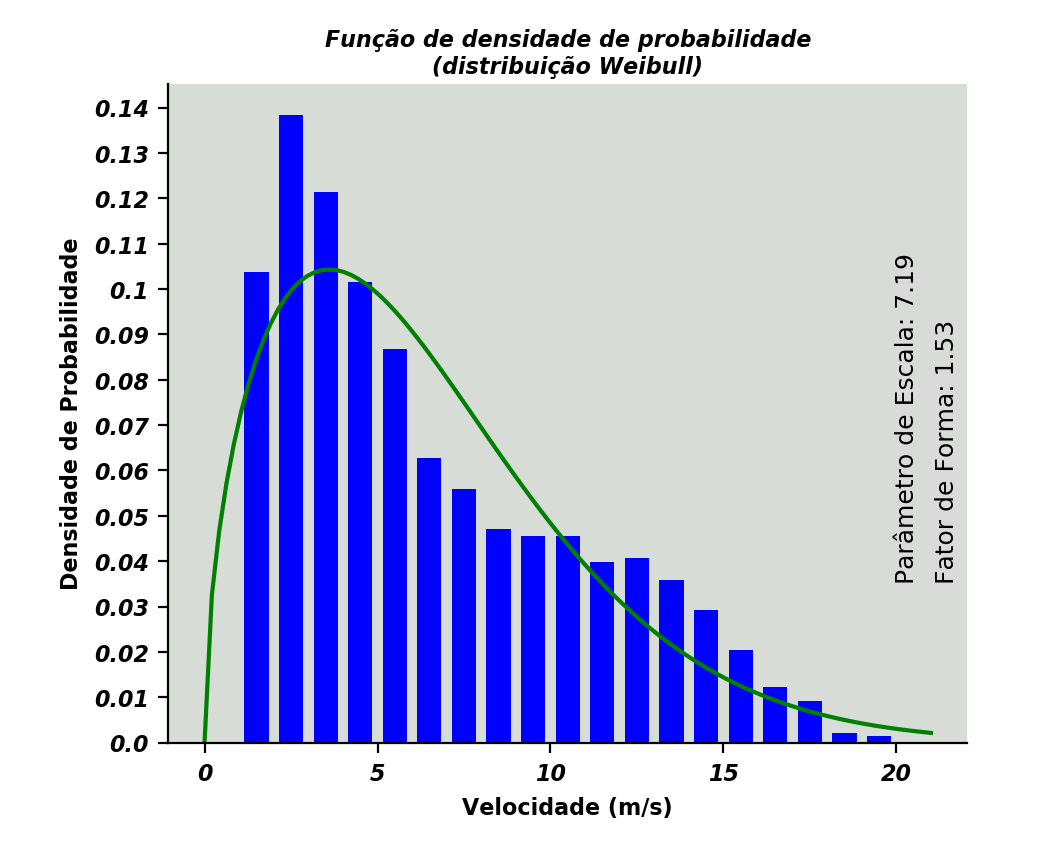 Função de densidade de probabilidade
(distribuição Weibull)
Densidade de Probabilidade
0.14
0.13
0.12
0.11
0.1
0.09
0.08
0.07
0.06
0.05
0.04
0.03
0.02
0.01
0.0
Parâmetro de Escala: 7.19
Fator de Forma: 1.53
0 5 10 15 20
Velocidade (m/s)